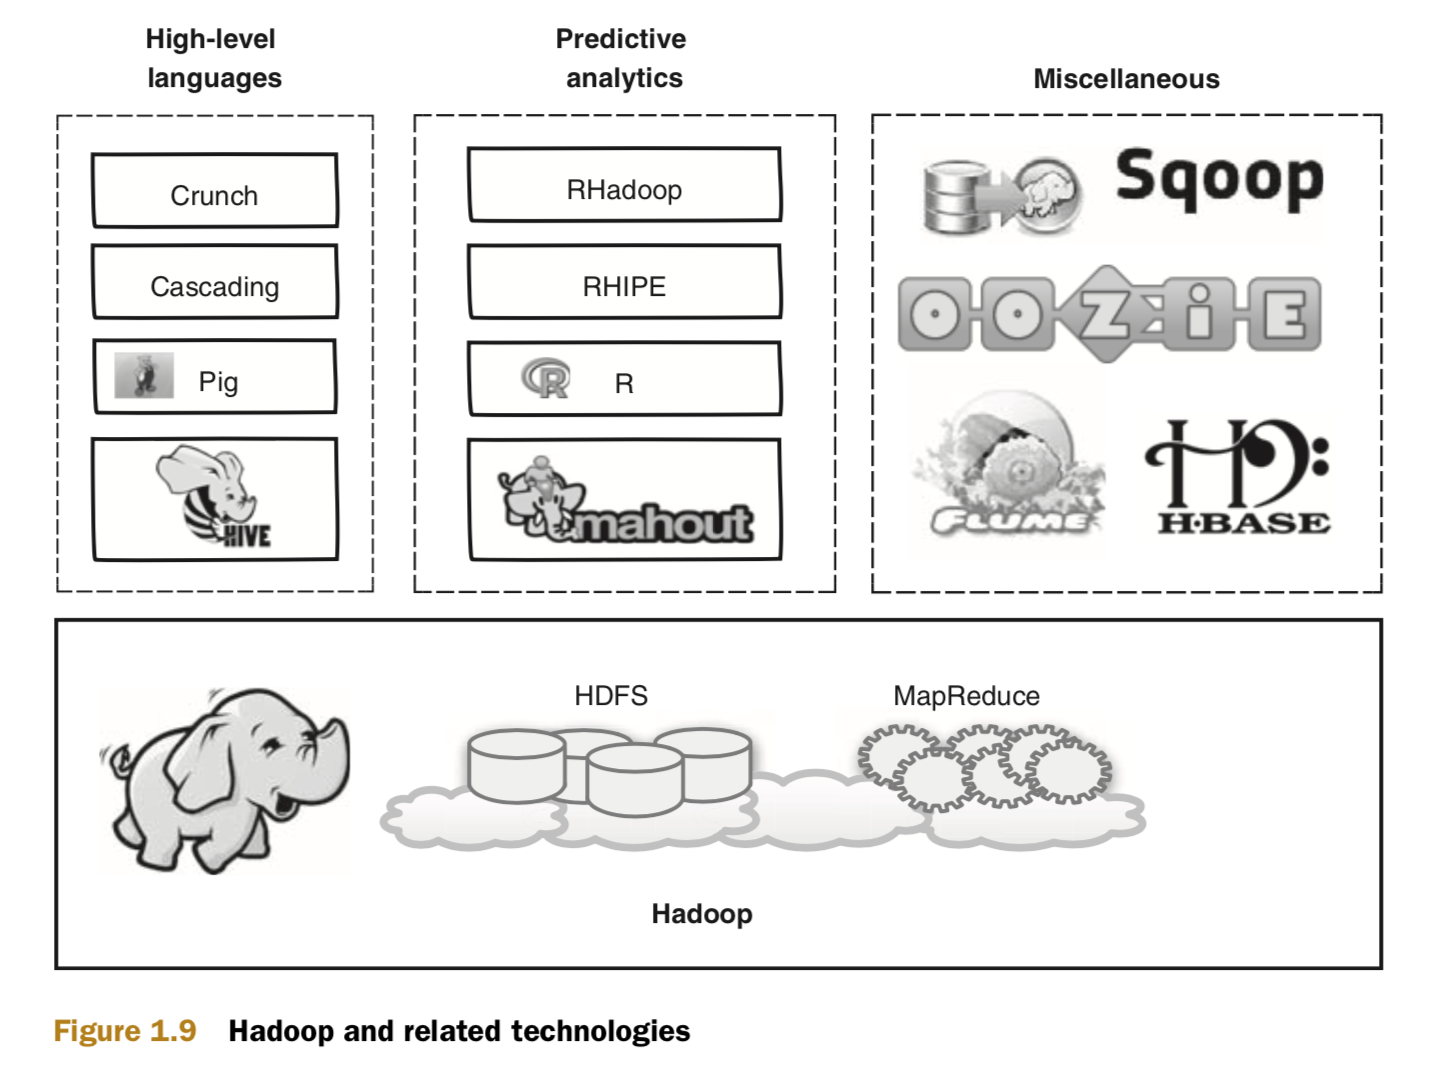 High-level
languages
Crunch
Cascading
Pig
HIVE
Predictive
analytics
RHadoop
RHIPE
R R
mahout
Miscellaneous
Sqoop
OOZiE
FLUME
H·BASE
HDFS
MapReduce
Hadoop
Figure 1.9 Hadoop and related technologies